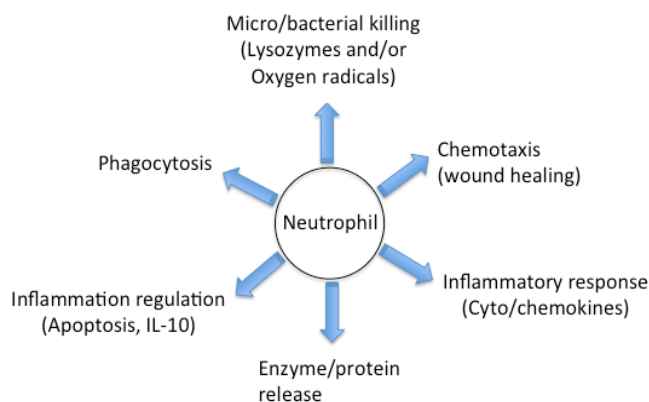 Micro/bacterial killing
(Lysozymes and/or
Oxygen radicals)
Phagocytosis
Chemotaxis
(wound healing)
Neutrophil
Inflammation regulation
(Apoptosis, IL-10)
Inflammatory response
(Cyto/chemokines)
Enzyme/protein
release